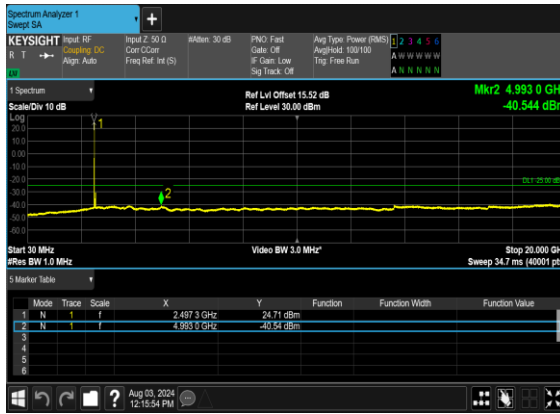 Spectrum Analyzer 1
Swept SA
+
KEYSIGHT Input: RF Input Z: 50 Ω #Atten: 30 dB PNO: Fast Avg Type: Power (RMS) 1 2 3 4 5 6
R T Coupling: DC Corr CCorr Gate: Off Avg|Hold: 100/100 A W W W W W
Align: Auto Freq Ref: Int (S) IF Gain: Low Trig: Free Run
Sig Track: Off A N N N N N
1 Spectrum
Scale/Div 10 dB
Ref Lvl Offset 15.52 dB
Ref Level 30.00 dBm
Mkr2 4.993 0 GH
-40.544 dBm
Log
20.0
10.0
0.00
-10.0
-20.0
-30.0
-40.0
-50.0
-60.0
1
2
DL1 -25.00 dB
Start 30 MHz
#Res BW 1.0 MHz
Video BW 3.0 MHz*
Stop 20.000 GH
Sweep 34.7 ms (40001 pt
5 Marker Table
Mode Trace Scale X Y Function Function Width Function Value
1 N 1 f 2.497 3 GHz 24.71 dBm
2 N 1 f 4.993 0 GHz -40.54 dBm
3
4
5
6
?
Aug 03, 2024
12:15:54 PM